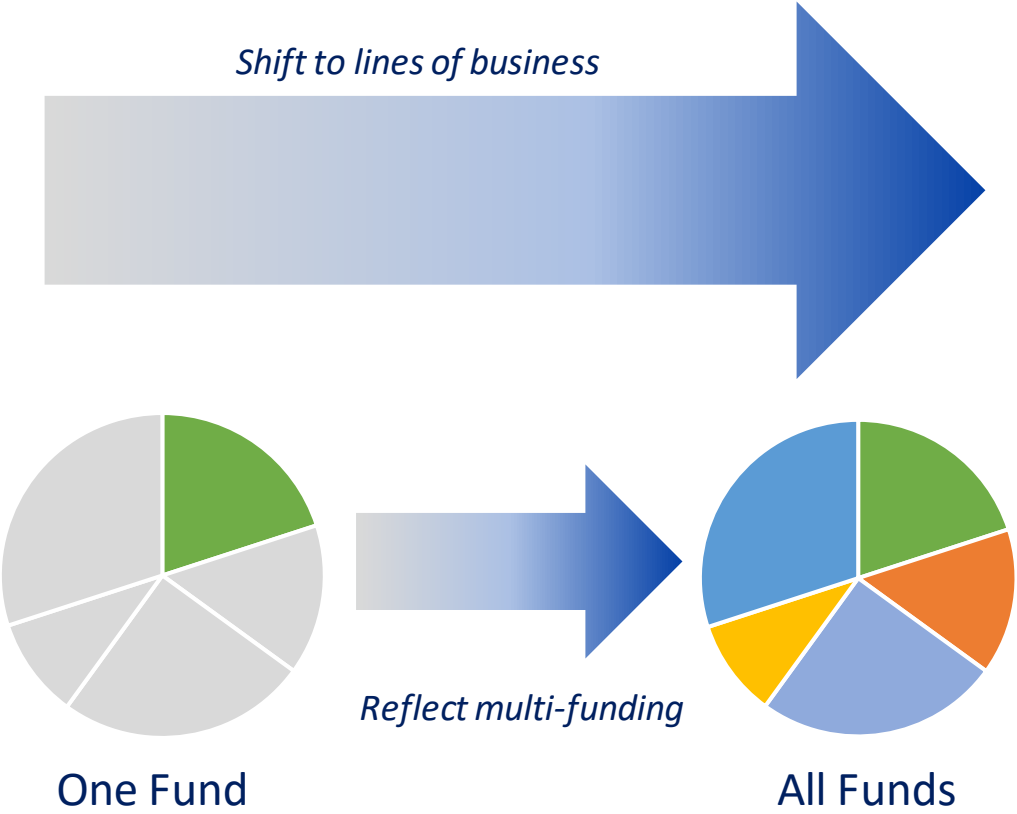 Shift to lines of business
Reflect multi-funding
One Fund
All Funds